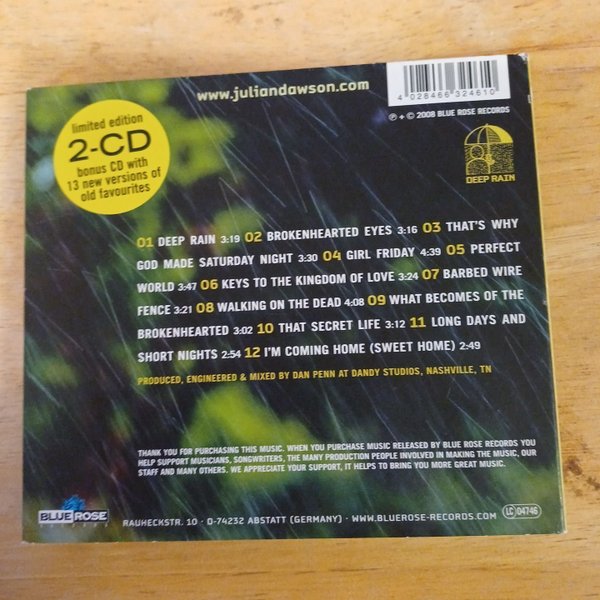 www.juliandawson.com
4 028466 324610
℗ + © 2008 BLUE ROSE RECORDS
limited edition
2-CD
bonus CD with
13 new versions of
old favourites
DEEP RAIN
01 DEEP RAIN 3:19 02 BROKENHEARTED EYES 3:16 03 THAT'S WHY
GOD MADE SATURDAY NIGHT 3:30 04 GIRL FRIDAY 4:39 05 PERFECT
WORLD 3:47 06 KEYS TO THE KINGDOM OF LOVE 3:24 07 BARBED WIRE
FENCE 3:21 08 WALKING ON THE DEAD 4:08 09 WHAT BECOMES OF THE
BROKENHEARTED 3:02 10 THAT SECRET LIFE 3:12 11 LONG DAYS AND
SHORT NIGHTS 2:54 12 I'M COMING HOME (SWEET HOME) 2:49
PRODUCED, ENGINEERED & MIXED BY DAN PENN AT DANDY STUDIOS, NASHVILLE, TN
THANK YOU FOR PURCHASING THIS MUSIC. WHEN YOU PURCHASE MUSIC RELEASED BY BLUE ROSE RECORDS YOU
HELP SUPPORT MUSICIANS, SONGWRITERS, THE MANY PRODUCTION PEOPLE INVOLVED IN MAKING THE MUSIC, OUR
STAFF AND MANY OTHERS. WE APPRECIATE YOUR SUPPORT, IT HELPS TO BRING YOU MORE GREAT MUSIC.
BLUE ROSE
RAUHECKSTR. 10 · D-74232 ABSTATT (GERMANY) · WWW.BLUEROSE-RECORDS.COM
LC 04746